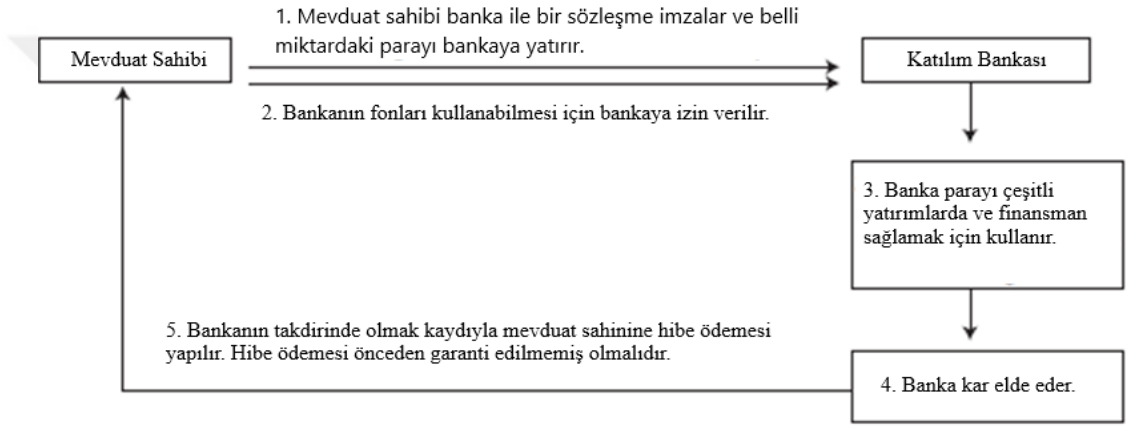 1. Mevduat sahibi banka ile bir sözleşme imzalar ve belli
miktardaki parayı bankaya yatırır.
Mevduat Sahibi
Katılım Bankası
2. Bankanın fonları kullanabilmesi için bankaya izin verilir.
3. Banka parayı çeşitli
yatırımlarda ve finansman
sağlamak için kullanır.
5. Bankanın takdirinde olmak kaydıyla mevduat sahinine hibe ödemesi
yapılır. Hibe ödemesi önceden garanti edilmemiş olmalıdır.
4. Banka kar elde eder.